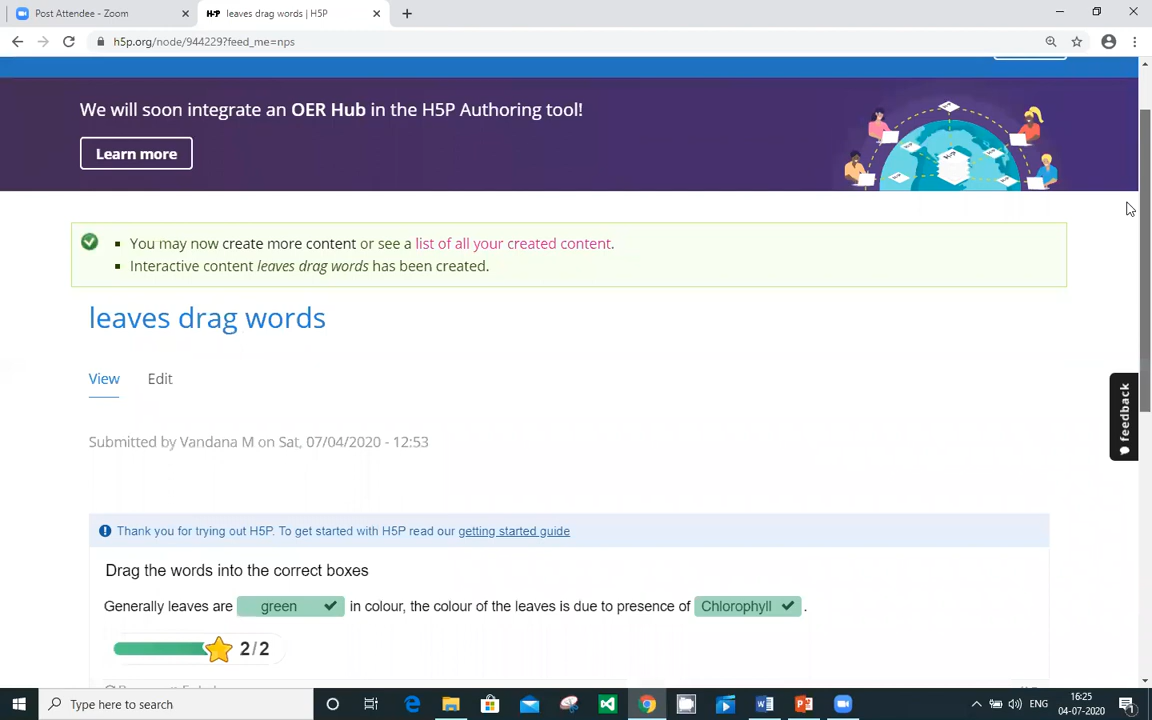 Post Attendee - Zoom
H-P leaves drag words | H5P
h5p.org/node/944229?feed_me=nps
We will soon integrate an OER Hub in the H5P Authoring tool!
Learn more
You may now create more content or see a list of all your created content.
Interactive content leaves drag words has been created.
leaves drag words
View Edit
feedback
Submitted by Vandana M on Sat, 07/04/2020 - 12:53
Thank you for trying out H5P. To get started with H5P read our getting started guide
Drag the words into the correct boxes
Generally leaves are green in colour, the colour of the leaves is due to presence of Chlorophyll .
2/2
Type here to search
ENG
16:25
04-07-2020